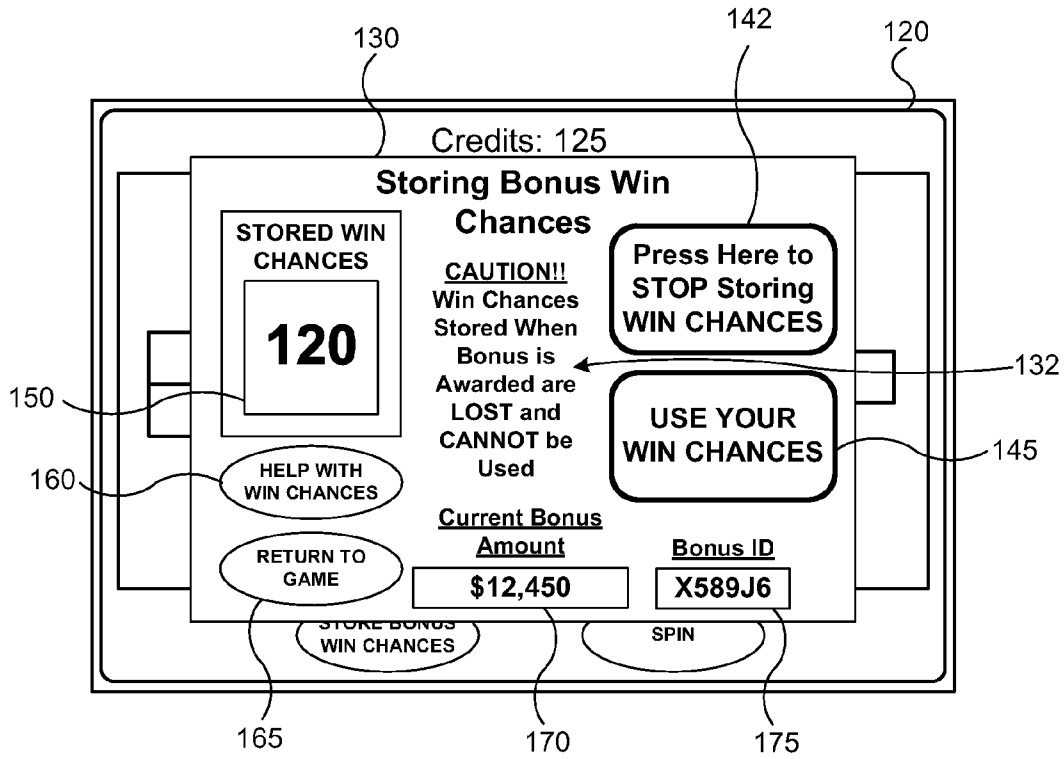 142
120
130
Credits: 125
Storing Bonus Win
Chances
STORED WIN
CHANCES
120
150
CAUTION!!
Win Chances
Stored When
Bonus is
Awarded are
LOST and
CANNOT be
Used
Press Here to
STOP Storing
WIN CHANCES
132
USE YOUR
WIN CHANCES
145
160
HELP WITH
WIN CHANCES
RETURN TO
GAME
Current Bonus
Amount
$12,450
Bonus ID
X589J6
STORE BONUS
WIN CHANCES
SPIN
165
170
175